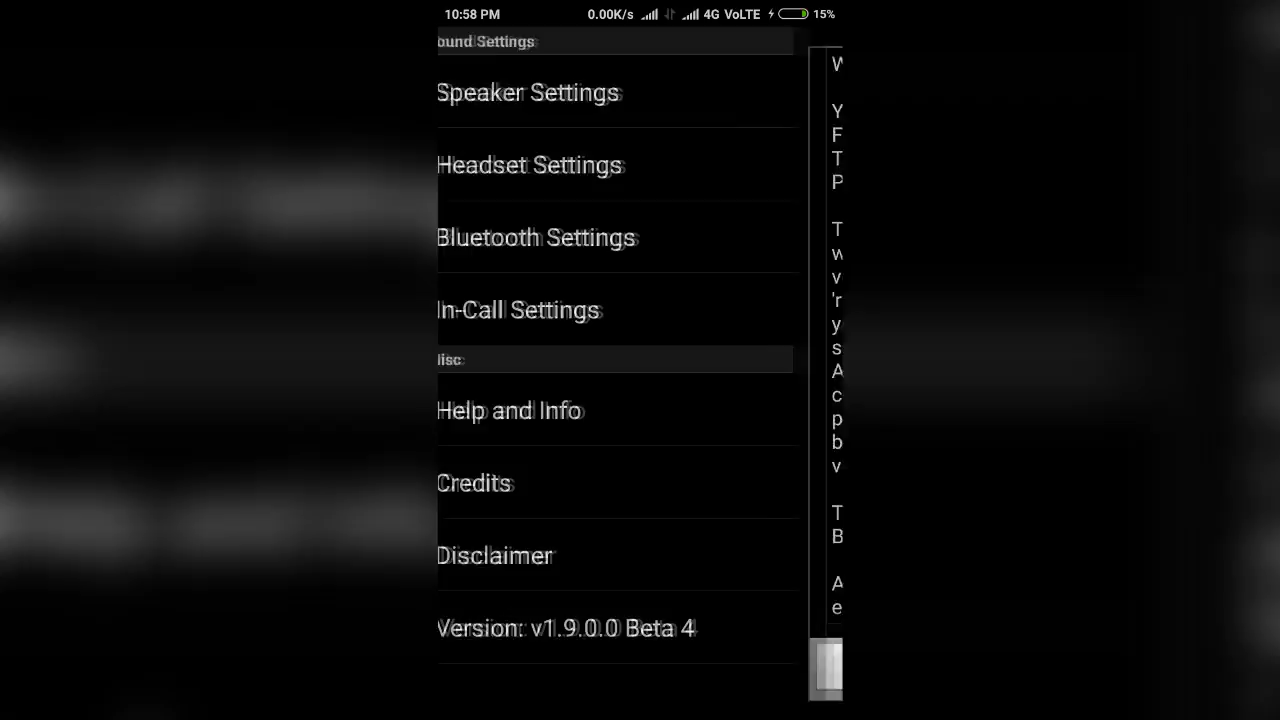 10:58 PM 0.00K/s 4G VoLTE 15%
ound Settings
Speaker Settings
Headset Settings
Bluetooth Settings
In-Call Settings
lisc
Help and Info
Credits
Disclaimer
Version: v1.9.0.0 Beta 4
W
Y
F
T
P
T
w
v
'r
y
s
A
c
p
b
v
T
B
A
e